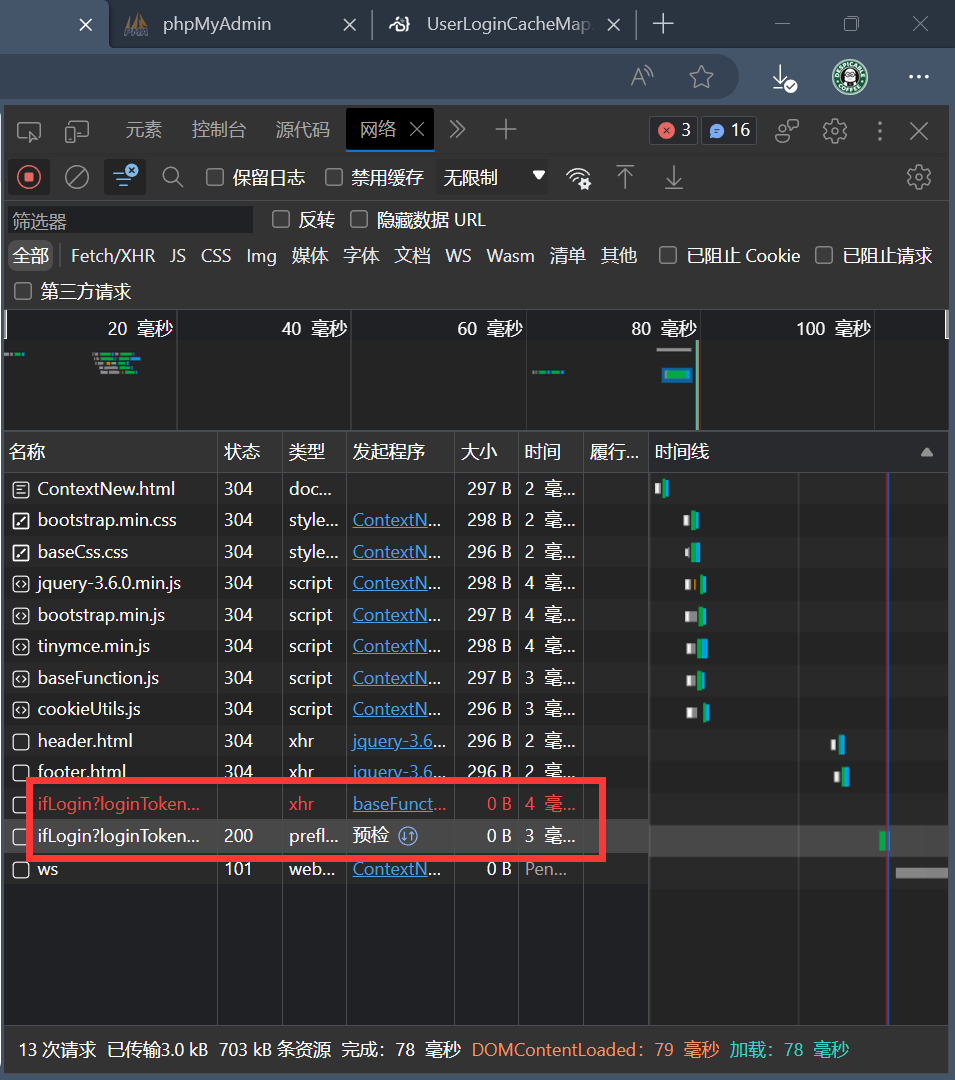 phpMyAdmin UserLoginCacheMap
元素 控制台 源代码 网络 3 16
保留日志 禁用缓存 无限制
筛选器 反转 隐藏数据 URL
全部 Fetch/XHR JS CSS Img 媒体 字体 文档 WS Wasm 清单 其他 已阻止 Cookie 已阻止请求
第三方请求
20 毫秒 40 毫秒 60 毫秒 80 毫秒 100 毫秒
名称 状态 类型 发起程序 大小 时间 履行... 时间线
ContextNew.html 304 doc... 297 B 2 毫...
bootstrap.min.css 304 style... ContextN... 298 B 2 毫...
baseCss.css 304 style... ContextN... 296 B 2 毫...
jquery-3.6.0.min.js 304 script ContextN... 298 B 4 毫...
bootstrap.min.js 304 script ContextN... 297 B 4 毫...
tinymce.min.js 304 script ContextN... 298 B 4 毫...
baseFunction.js 304 script ContextN... 297 B 3 毫...
cookieUtils.js 304 script ContextN... 296 B 3 毫...
header.html 304 xhr jquery-3.6... 296 B 2 毫...
footer.html 304 xhr jquery-3.6... 296 B 2 毫...
ifLogin?loginToken... xhr baseFunct... 0 B 4 毫...
ifLogin?loginToken... 200 prefl... 预检 0 B 3 毫...
ws 101 web... ContextN... 0 B Pen...
13 次请求 已传输3.0 kB 703 kB 条资源 完成：78 毫秒 DOMContentLoaded：79 毫秒 加载：78 毫秒